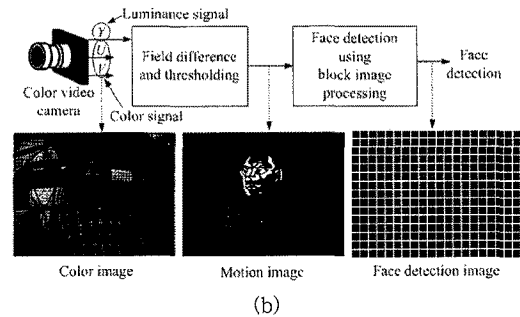 Luminance signal
Y
U
V
Color video
camera
Color signal
Field difference
and thresholding
Face detection
using
block image
processing
Face
detection
Color image
Motion image
Face detection image
(b)